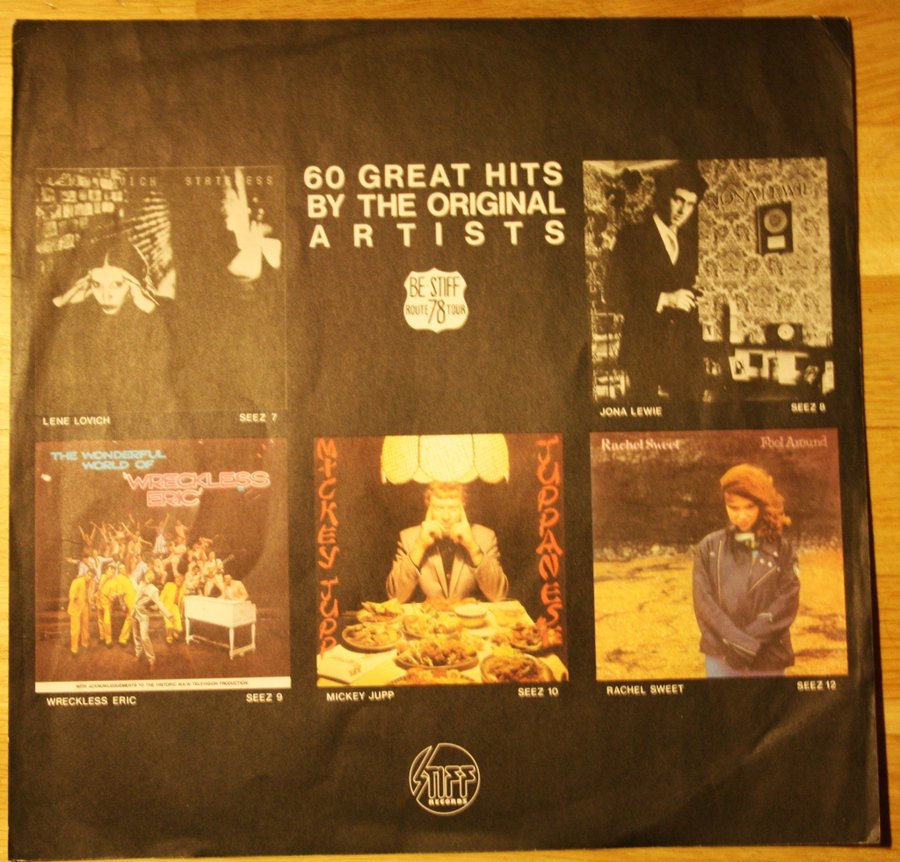 60 GREAT HITS
BY THE ORIGINAL
ARTISTS
BE STIFF
ROUTE 78 TOUR
STATELESS
LENE LOVICH SEEZ 7
JONA LEWIE
JONA LEWIE SEEZ 8
THE WONDERFUL
WORLD OF
WRECKLESS
ERIC
WRECKLESS ERIC SEEZ 9
MICKEY JUPP
JUPPANESE
MICKEY JUPP SEEZ 10
Rachel Sweet Fool Around
RACHEL SWEET SEEZ 12
STIFF
RECORDS